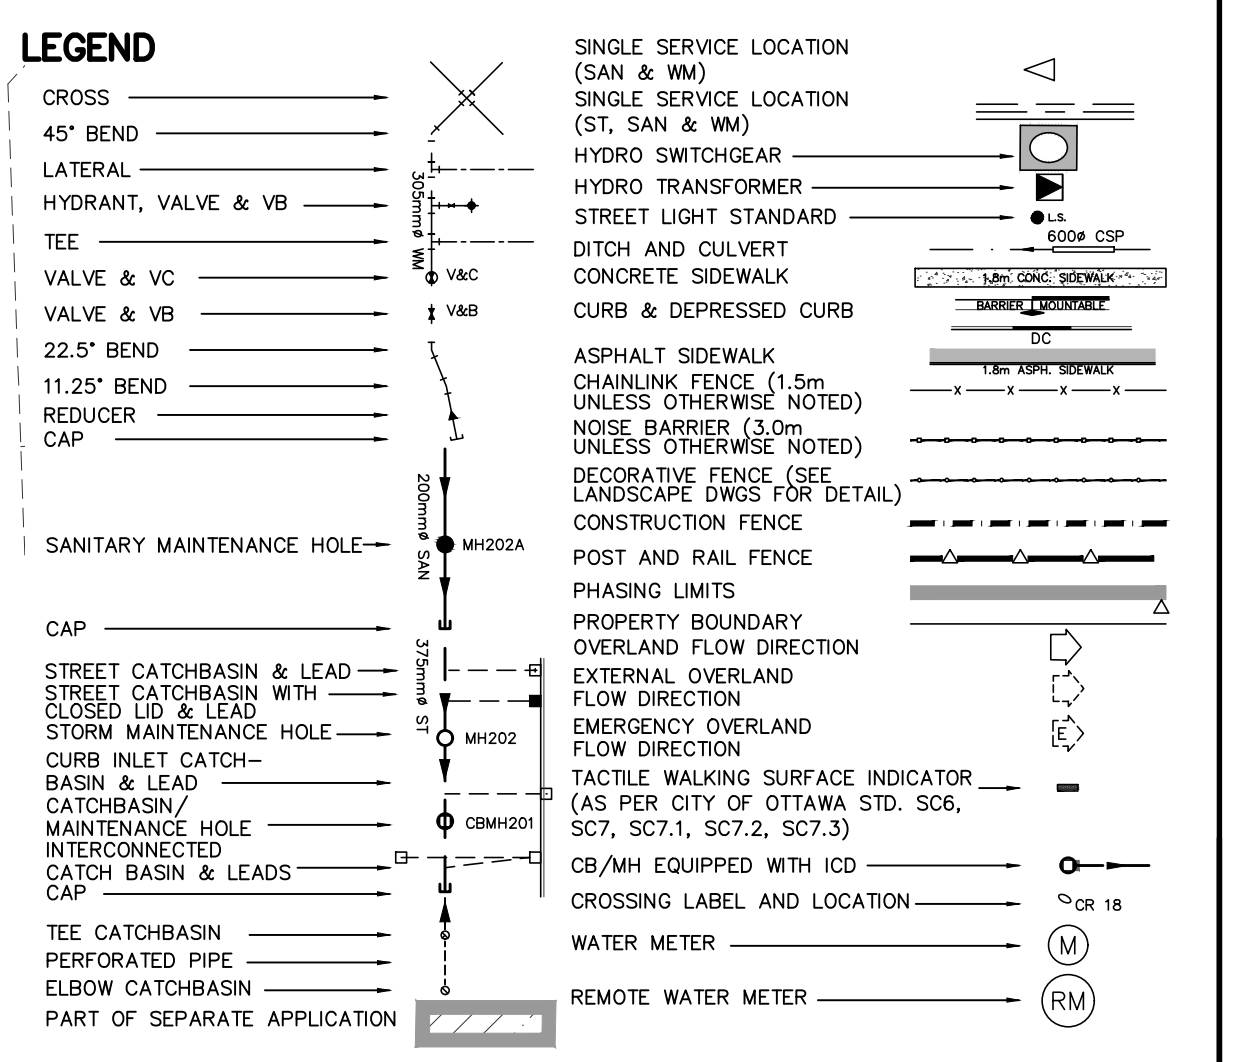 LEGEND
CROSS
45° BEND
LATERAL
HYDRANT, VALVE & VB
TEE
VALVE & VC
VALVE & VB
22.5° BEND
11.25° BEND
REDUCER
CAP
SANITARY MAINTENANCE HOLE
CAP
STREET CATCHBASIN & LEAD
STREET CATCHBASIN WITH
CLOSED LID & LEAD
STORM MAINTENANCE HOLE
CURB INLET CATCH-
BASIN & LEAD
CATCHBASIN/
MAINTENANCE HOLE
INTERCONNECTED
CATCH BASIN & LEADS
CAP
TEE CATCHBASIN
PERFORATED PIPE
ELBOW CATCHBASIN
PART OF SEPARATE APPLICATION
305mmø WM
V&C
V&B
200mmø SAN
MH202A
375mmø ST
MH202
CBMH201
SINGLE SERVICE LOCATION
(SAN & WM)
SINGLE SERVICE LOCATION
(ST, SAN & WM)
HYDRO SWITCHGEAR
HYDRO TRANSFORMER
STREET LIGHT STANDARD
L.S.
600ø CSP
DITCH AND CULVERT
CONCRETE SIDEWALK
1.8m CONC. SIDEWALK
CURB & DEPRESSED CURB
BARRIER MOUNTABLE
DC
ASPHALT SIDEWALK
1.8m ASPH. SIDEWALK
CHAINLINK FENCE (1.5m
UNLESS OTHERWISE NOTED)
X X X X
NOISE BARRIER (3.0m
UNLESS OTHERWISE NOTED)
DECORATIVE FENCE (SEE
LANDSCAPE DWGS FOR DETAIL)
CONSTRUCTION FENCE
POST AND RAIL FENCE
PHASING LIMITS
PROPERTY BOUNDARY
OVERLAND FLOW DIRECTION
EXTERNAL OVERLAND
FLOW DIRECTION
EMERGENCY OVERLAND
FLOW DIRECTION
E
TACTILE WALKING SURFACE INDICATOR
(AS PER CITY OF OTTAWA STD. SC6,
SC7, SC7.1, SC7.2, SC7.3)
CB/MH EQUIPPED WITH ICD
CROSSING LABEL AND LOCATION
CR 18
WATER METER
M
REMOTE WATER METER
RM